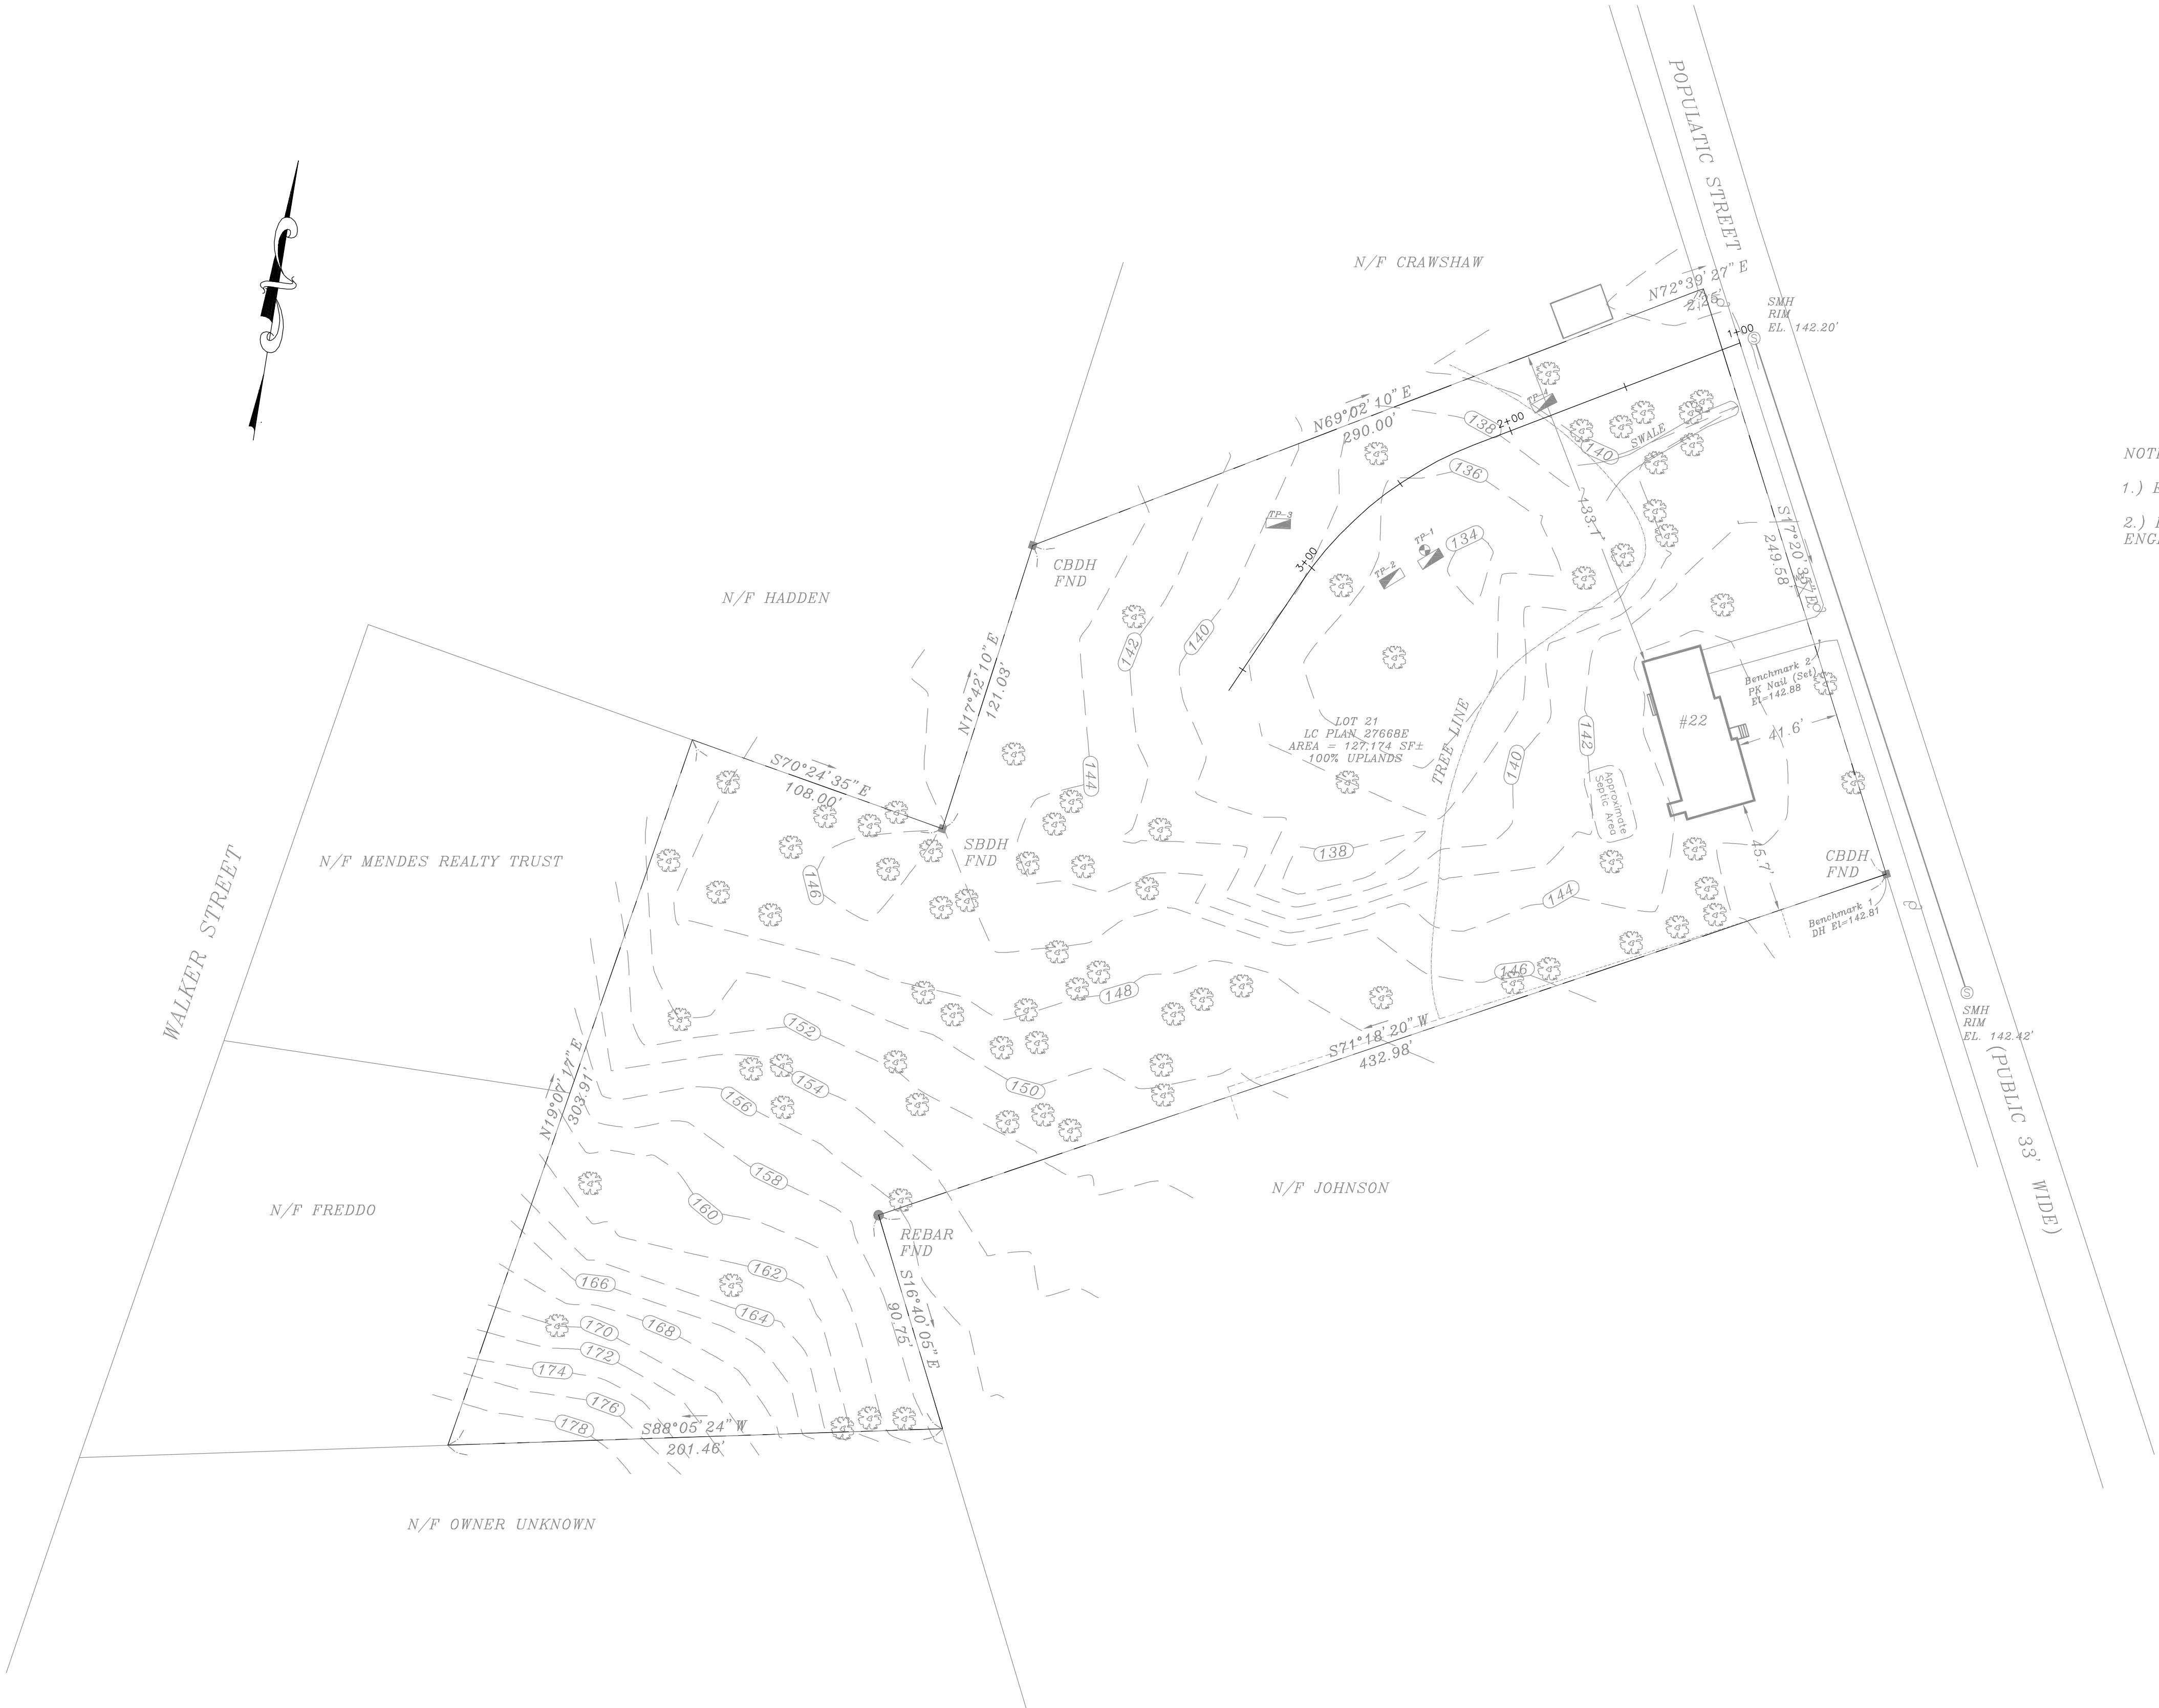 POPULATIC STREET
N/F CRAWSHAW
N72°39'27"E
2.25'
SMH
RIM
EL. 142.20'
1+00
N69°02'10"E
290.00'
TP-4
138
2+00
SWALE
140
136
NOT
1.) E
2.)
ENG
TP-3
TP-1
134
TP-2
3+00
133.1'
S17°20'35"E
249.58'
CBDH
FND
N/F HADDEN
142
140
N17°42'10"E
121.03'
LOT 21
LC PLAN 27668E
AREA = 127,174 SF±
100% UPLANDS
TREE LINE
142
140
#22
Benchmark 2
PK Nail (Set)
El=142.88
41.6'
S70°24'35"E
108.00'
144
Approximate
Septic Area
SBDH
FND
138
45.7'
CBDH
FND
N/F MENDES REALTY TRUST
WALKER STREET
146
144
Benchmark 1
DH El=142.81
148
146
152
S71°18'20"W
432.98'
SMH
RIM
EL. 142.42'
(PUBLIC 33' WIDE)
N19°07'17"E
303.91'
154
150
156
158
N/F JOHNSON
160
N/F FREDDO
REBAR
FND
162
166
164
S16°40'05"E
90.75'
170
168
172
174
176
178
S88°05'24"W
201.46'
N/F OWNER UNKNOWN